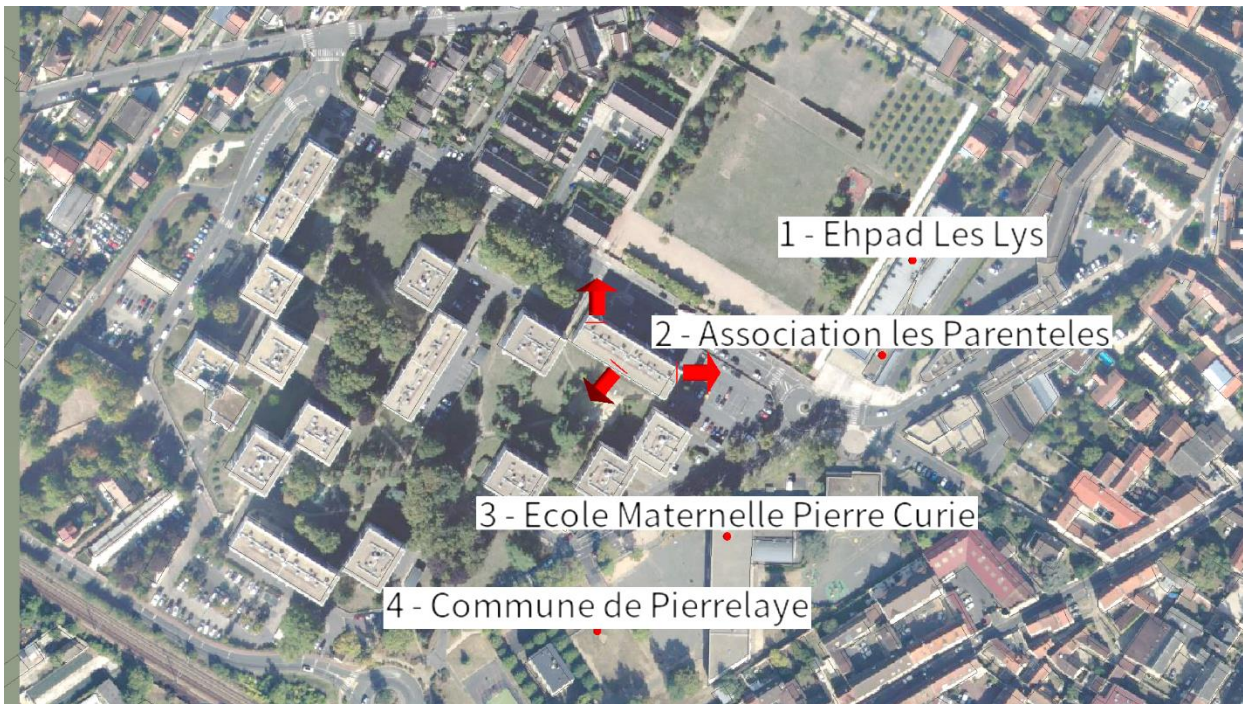 1 - Ehpad Les Lys
2 - Association les Parenteles
3 - Ecole Maternelle Pierre Curie
4 - Commune de Pierrelaye